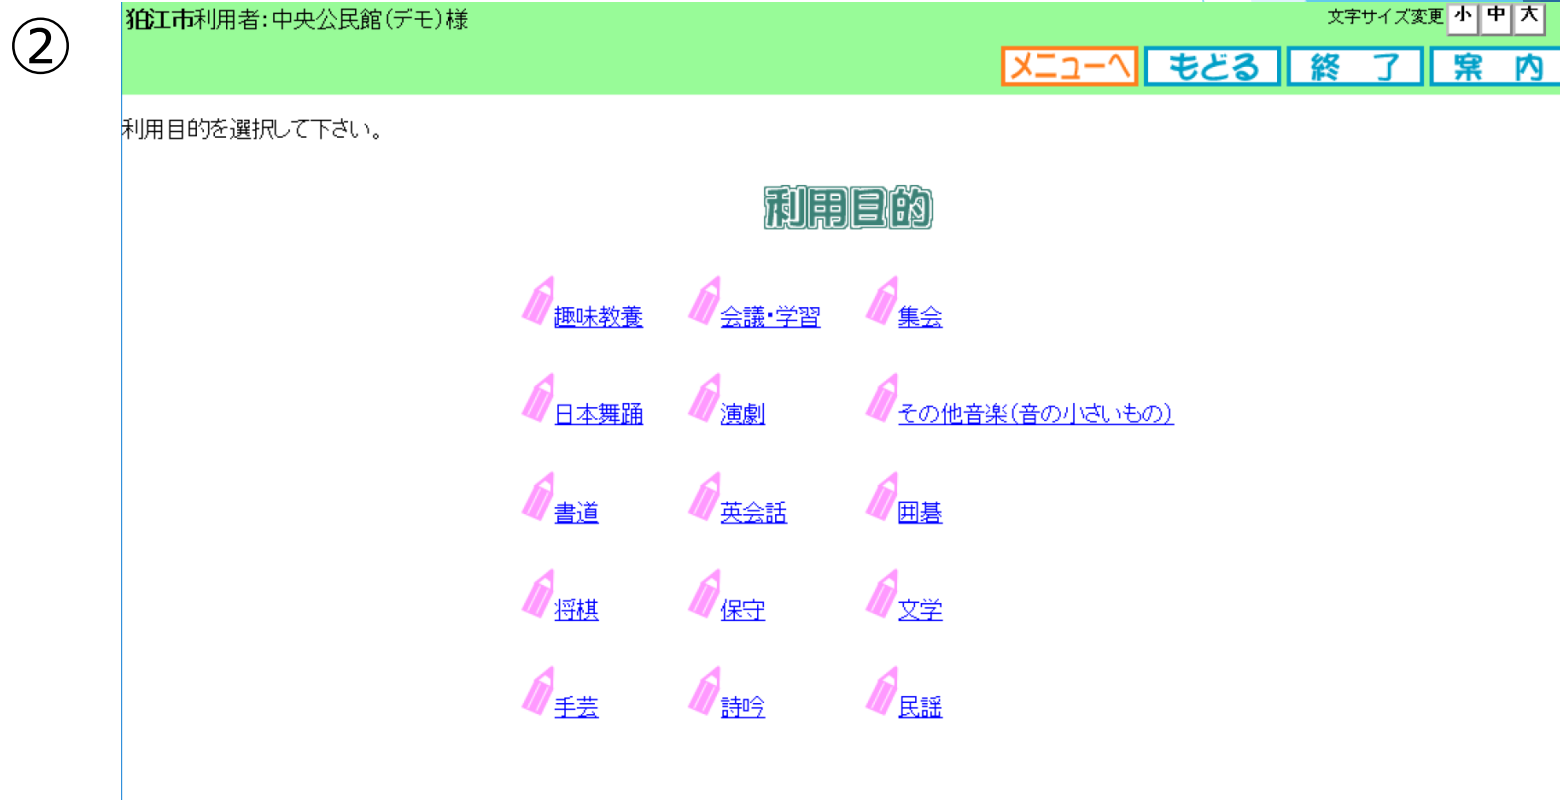 ②
狛江市利用者:中央公民館(デモ)様
文字サイズ変更 小 中 大
メニューへ もどる 終了 案内
利用目的を選択して下さい。
利用目的
趣味教養 会議・学習 集会
日本舞踊 演劇 その他音楽(音の小さいもの)
書道 英会話 囲碁
将棋 保守 文学
手芸 詩吟 民謡